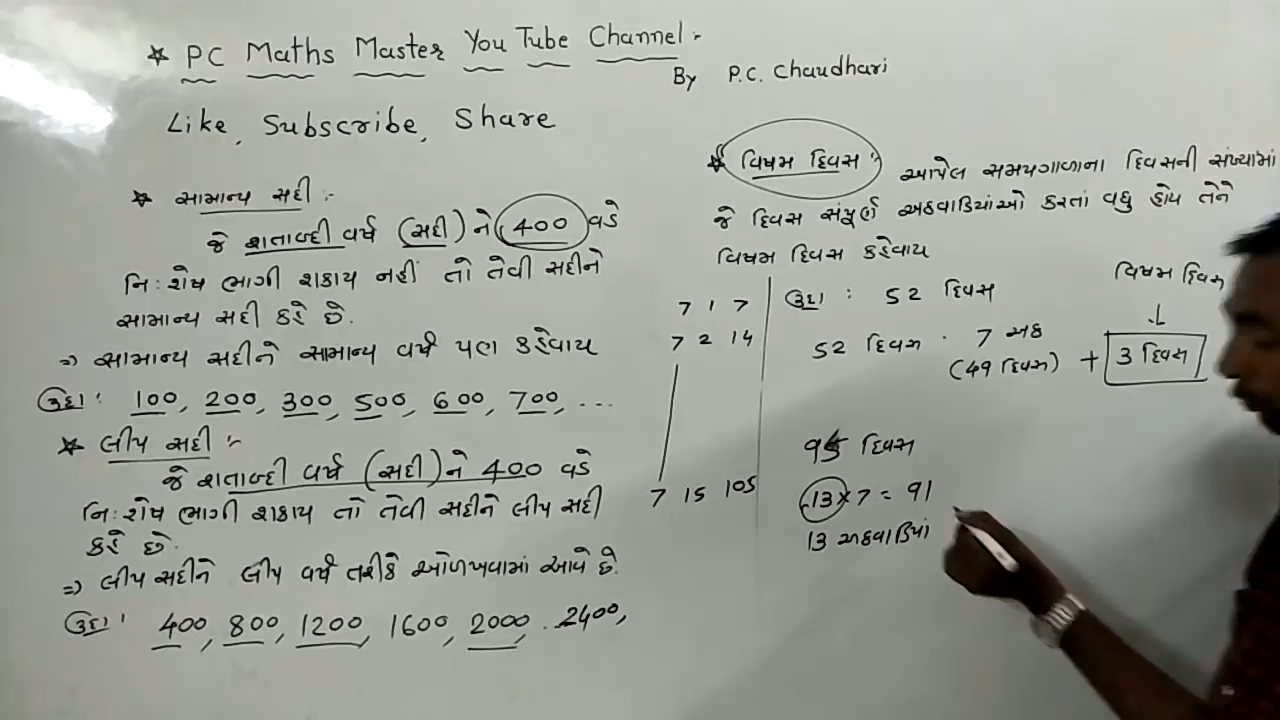 ★ PC Maths Master You Tube Channel :-
By P.C. Chaudhari
Like, Subscribe, Share
★ સામાન્ય સદી :-
જે શતાબ્દી વર્ષ (સદી) ને 400 વડે
નિ:શેષ ભાગી શકાય નહીં તો તેવી સદીને
સામાન્ય સદી કહે છે.
⇒ સામાન્ય સદીને સામાન્ય વર્ષ પણ કહેવાય
ઉદા: 100, 200, 300, 500, 600, 700, ...
★ લીપ સદી :-
જે શતાબ્દી વર્ષ (સદી) ને 400 વડે
નિ:શેષ ભાગી શકાય તો તેવી સદીને લીપ સદી
કહે છે.
⇒ લીપ સદીને લીપ વર્ષ તરીકે ઓળખવામાં આવે છે.
ઉદા: 400, 800, 1200, 1600, 2000, 2400,
★ વિષમ દિવસ : આપેલ સમયગાળાના દિવસની સંખ્યામાં
જે દિવસ સંપૂર્ણ અઠવાડિયાંઓ કરતાં વધુ હોય તેને
વિષમ દિવસ કહેવાય
7 1 7
7 2 14
7 15 105
ઉદા : 52 દિવસ
વિષમ દિવસ
↓
52 દિવસ . 7 અઠ
(49 દિવસ) + 3 દિવસ
95 દિવસ
13 x 7 = 91
13 અઠવાડિયાં